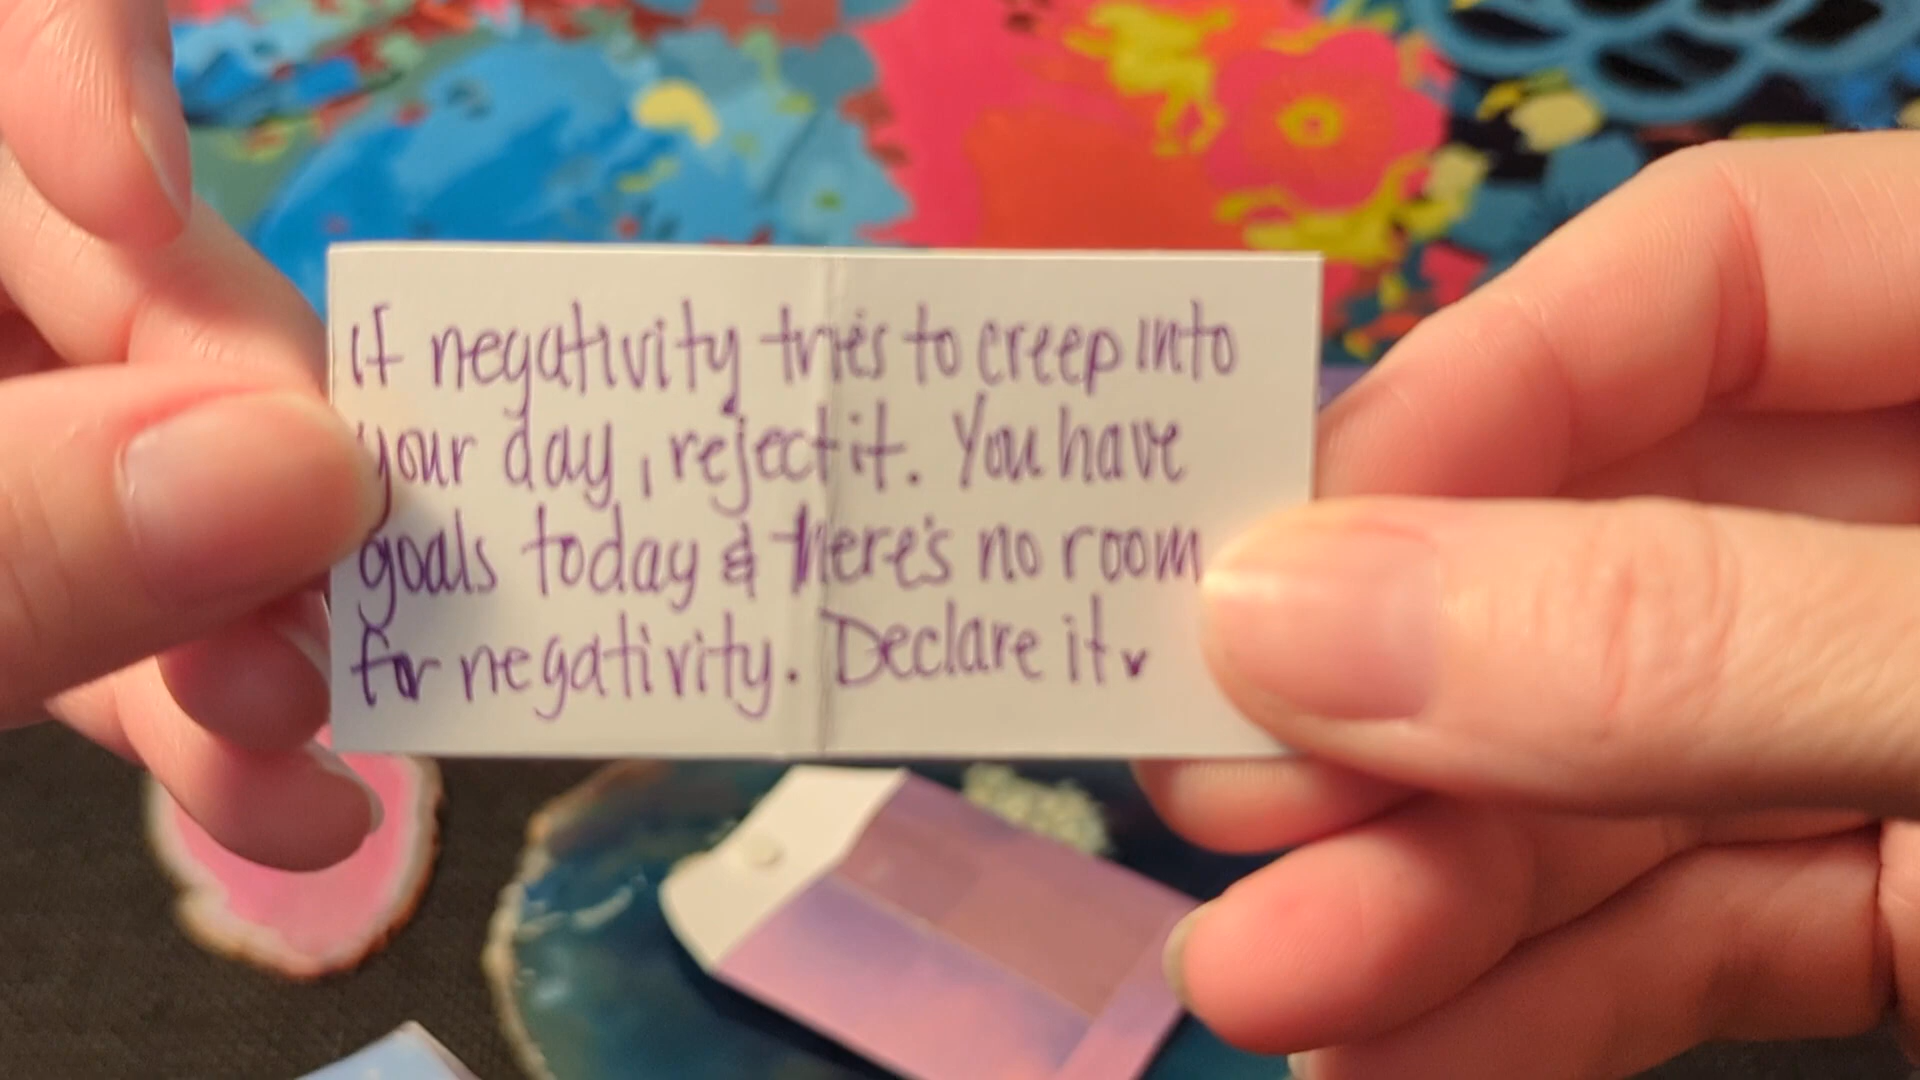 If negativity tries to creep into
your day, reject it. You have
goals today & there's no room
for negativity. Declare it♥